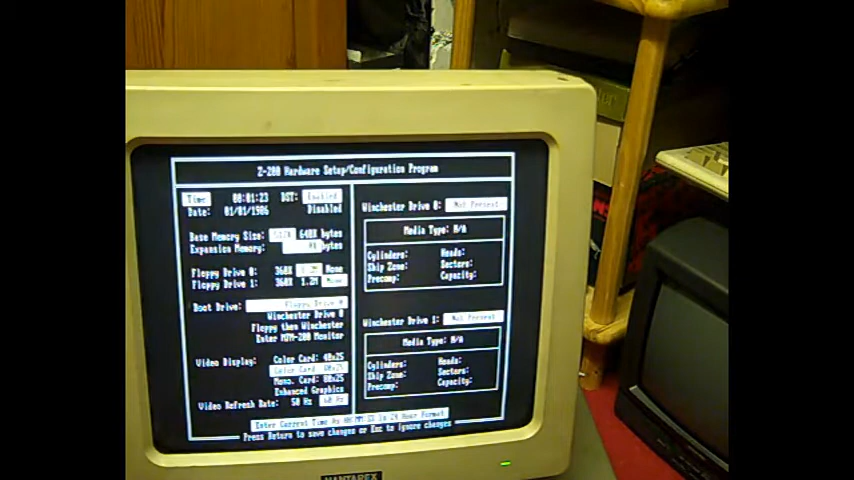 Z-200 Hardware Setup/Configuration Program
Time 00:01:23 DST: Enabled
Date: 01/01/1986 Disabled
Base Memory Size: 512K 640K bytes
Expansion Memory: bytes
Floppy Drive 0: 360K 1.2M None
Floppy Drive 1: 360K 1.2M None
Boot Drive: Floppy Drive 0
Winchester Drive 0
Floppy then Winchester
Enter MFM-200 Monitor
Video Display: Color Card: 40x25
Color Card: 80x25
Mono. Card: 80x25
Enhanced Graphics
Video Refresh Rate: 50 Hz 60 Hz
Winchester Drive 0: Not Present
Media Type: N/A
Cylinders: Heads:
Ship Zone: Sectors:
Precomp: Capacity:
Winchester Drive 1: Not Present
Media Type: N/A
Cylinders: Heads:
Ship Zone: Sectors:
Precomp: Capacity:
Enter Current Time As HH:MM:SS in 24 Hour Format
Press Return to save changes or Esc to ignore changes
HANTAREX